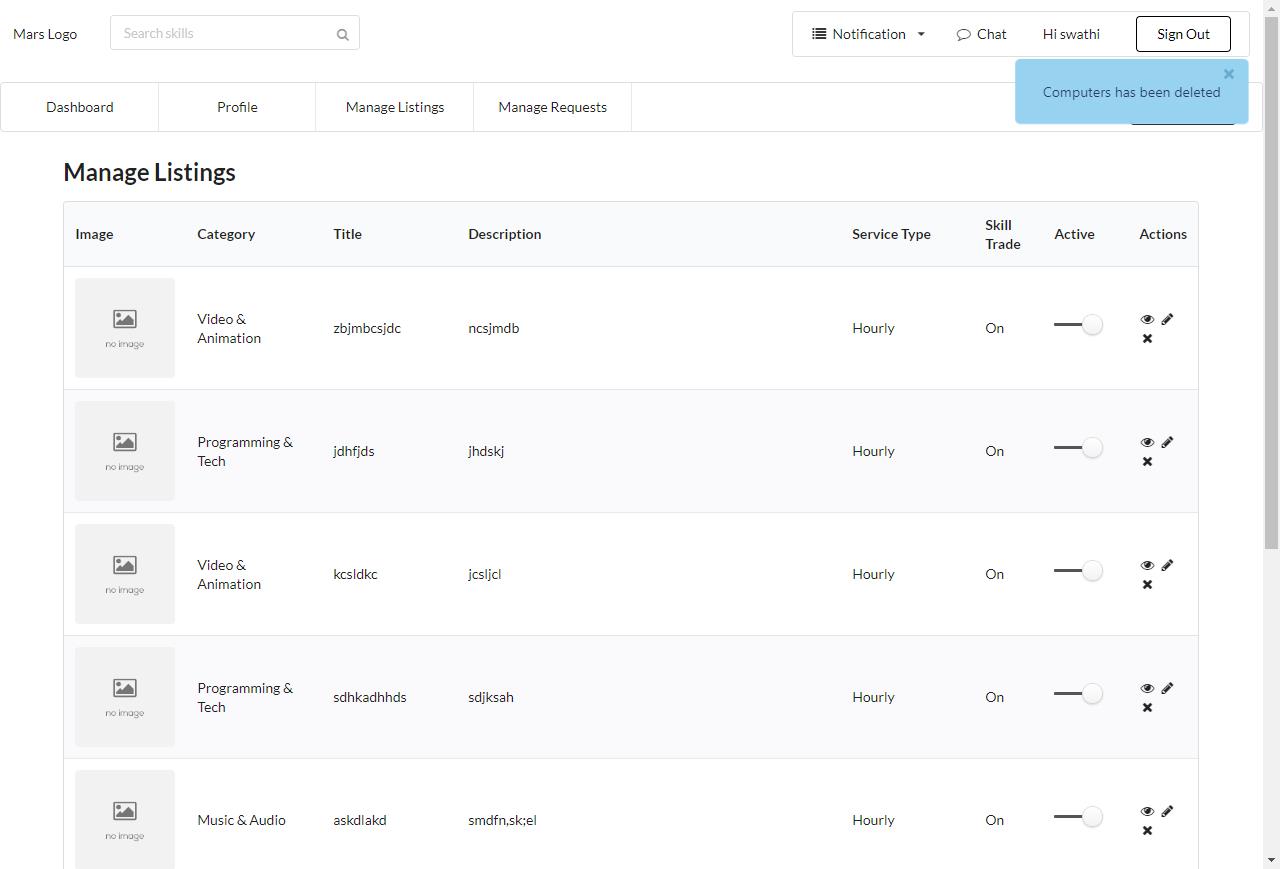 Mars Logo
Search skills
Notification
Chat
Hi swathi
Sign Out
Computers has been deleted
Dashboard
Profile
Manage Listings
Manage Requests
Manage Listings
Image
Category
Title
Description
Service Type
Skill
Trade
Active
Actions
no image
Video &
Animation
zbjmbcsjdc
ncsjmdb
Hourly
On
no image
Programming &
Tech
jdhfjds
jhdskj
Hourly
On
no image
Video &
Animation
kcsldkc
jcsljcl
Hourly
On
no image
Programming &
Tech
sdhkadhhds
sdjksah
Hourly
On
no image
Music & Audio
askdlakd
smdfn,sk;el
Hourly
On